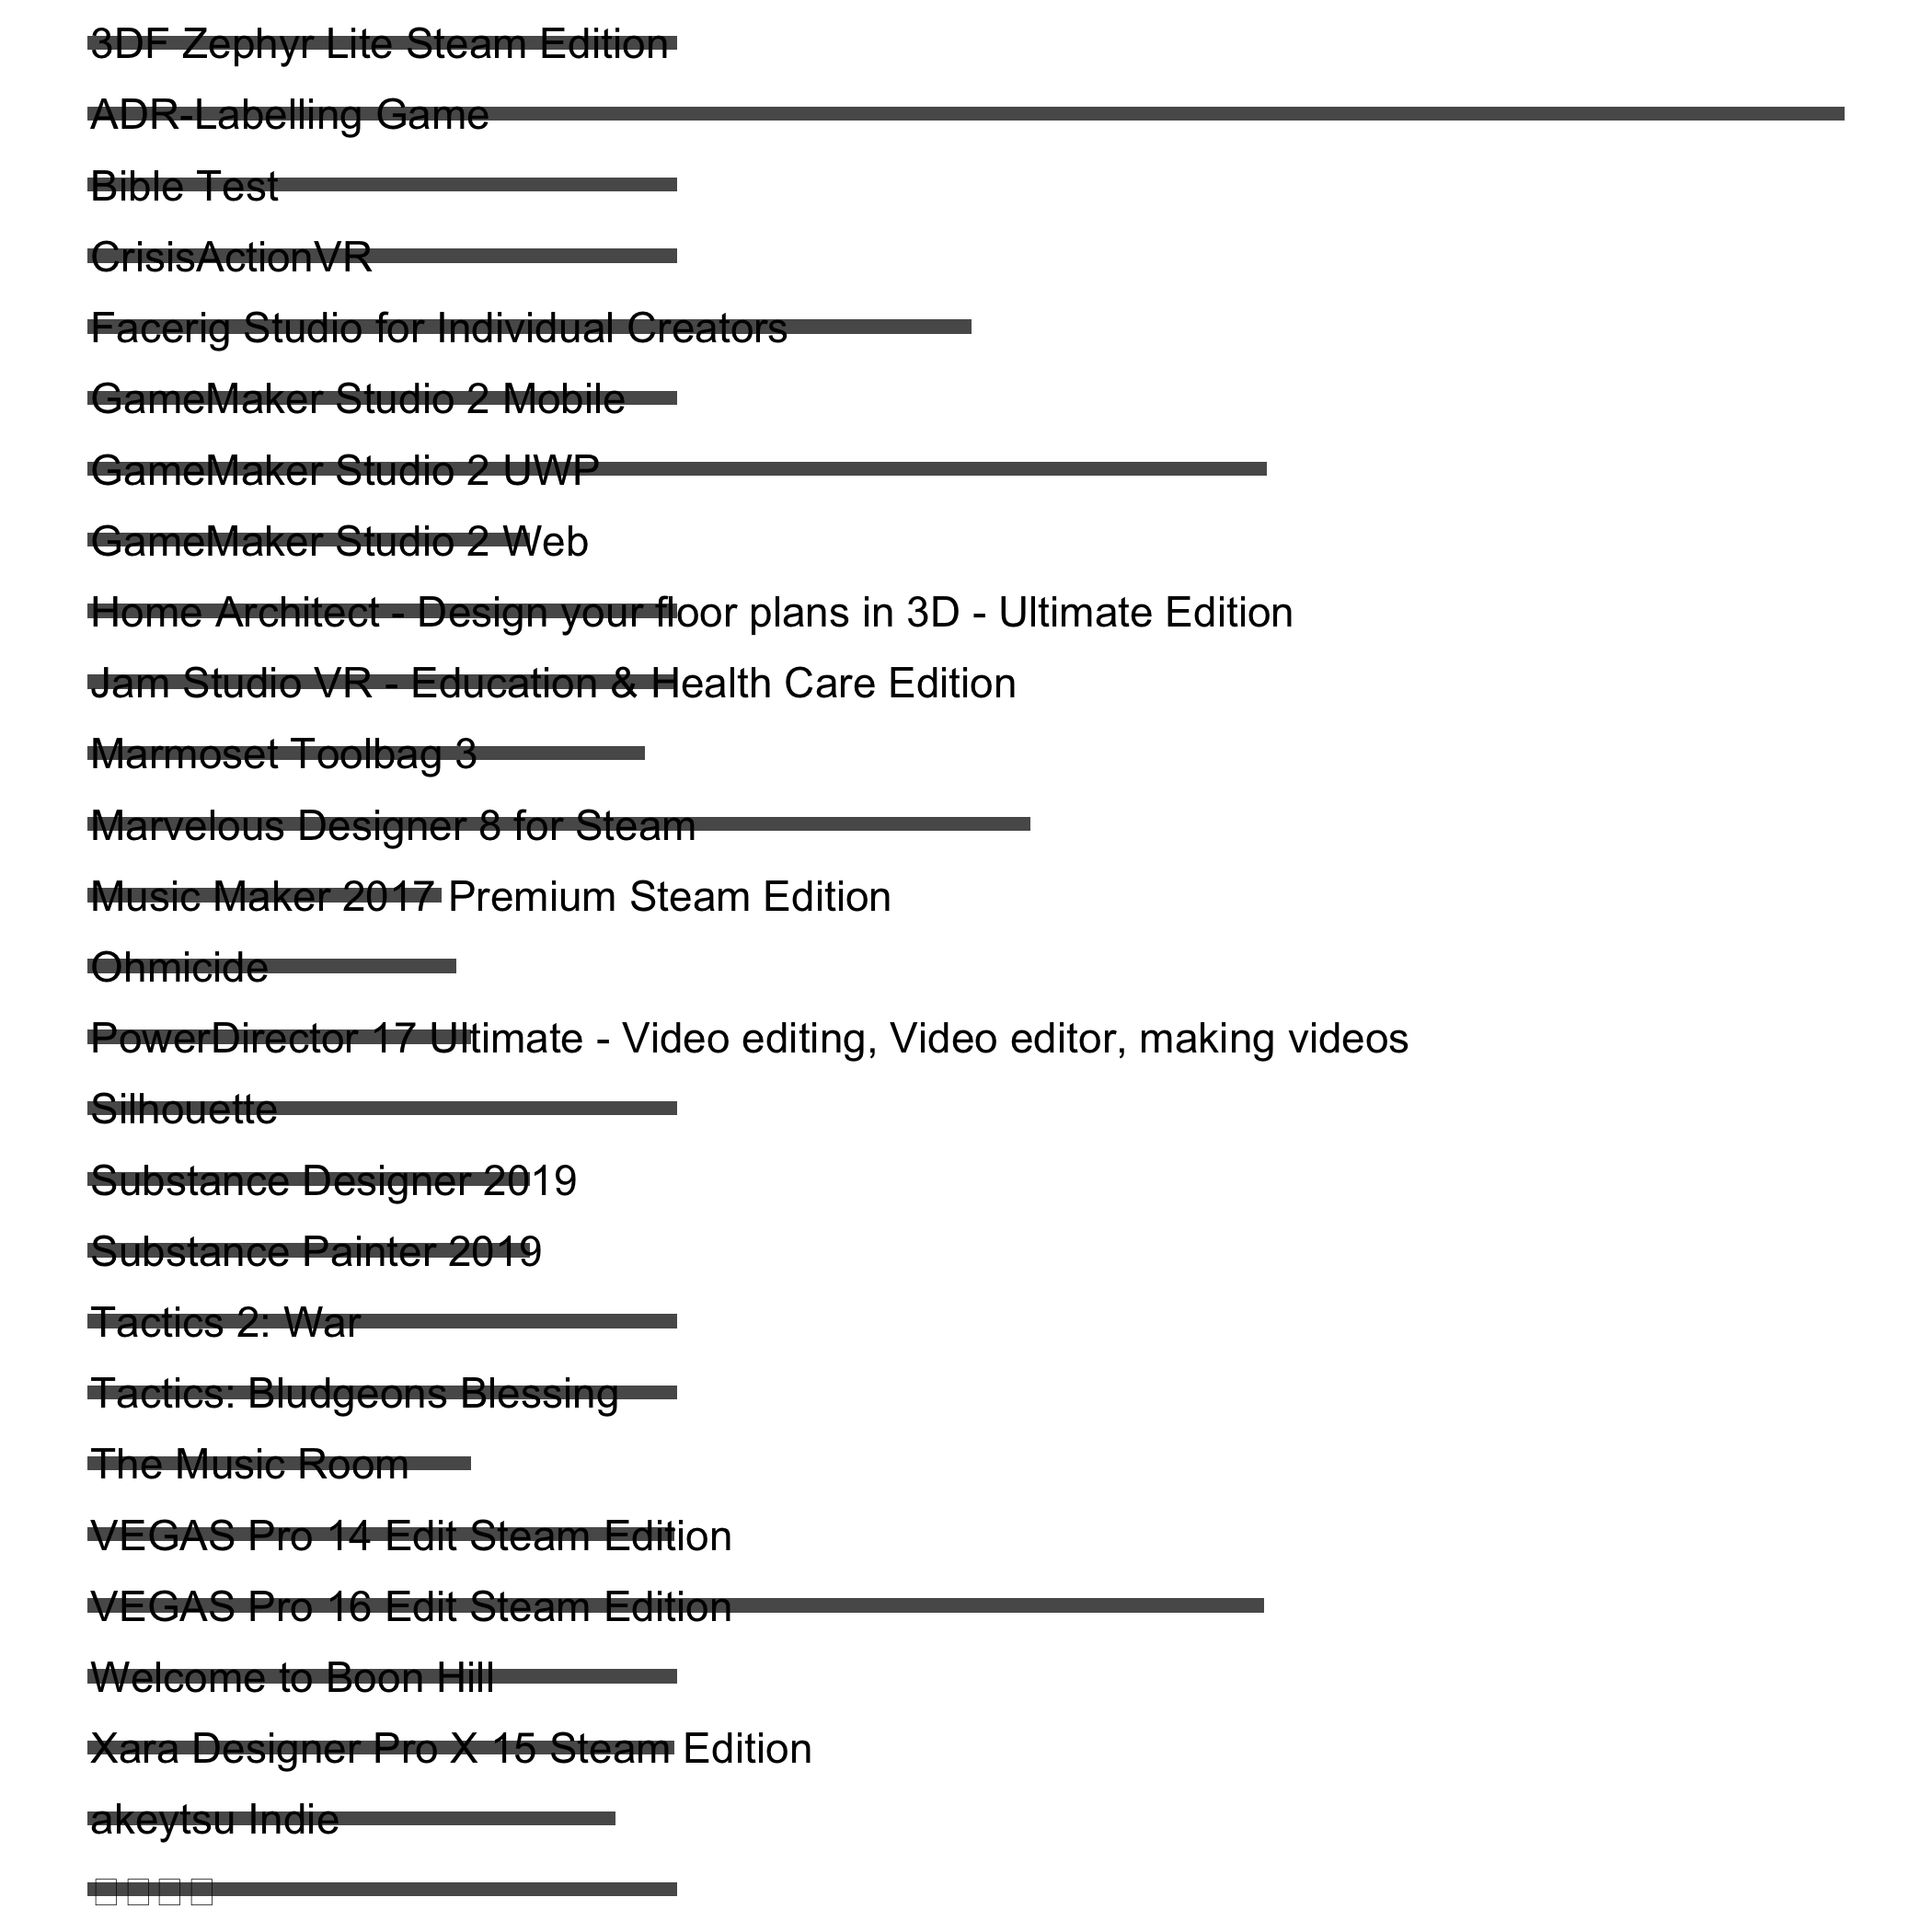 3DF Zephyr Lite Steam Edition
ADR-Labelling Game
Bible Test
CrisisActionVR
Facerig Studio for Individual Creators
GameMaker Studio 2 Mobile
GameMaker Studio 2 UWP
GameMaker Studio 2 Web
Home Architect - Design your floor plans in 3D - Ultimate Edition
Jam Studio VR - Education & Health Care Edition
Marmoset Toolbag 3
Marvelous Designer 8 for Steam
Music Maker 2017 Premium Steam Edition
Ohmicide
PowerDirector 17 Ultimate - Video editing, Video editor, making videos
Silhouette
Substance Designer 2019
Substance Painter 2019
Tactics 2: War
Tactics: Bludgeons Blessing
The Music Room
VEGAS Pro 14 Edit Steam Edition
VEGAS Pro 16 Edit Steam Edition
Welcome to Boon Hill
Xara Designer Pro X 15 Steam Edition
akeytsu Indie